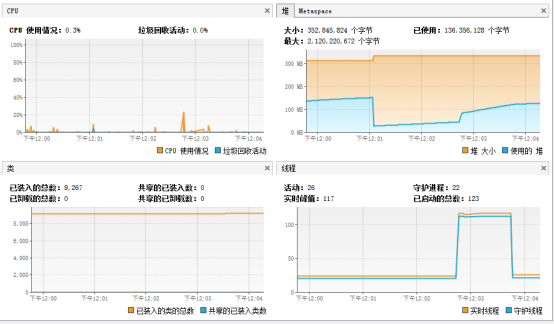 CPU
CPU 使用情况: 0.3% 垃圾回收活动: 0.0%
100%
80%
60%
40%
20%
0%
下午12:00 下午12:01 下午12:02 下午12:03 下午12:04
CPU 使用情况 垃圾回收活动
堆 Metaspace
大小: 352,845,824 个字节 已使用: 136,356,128 个字节
最大: 2,120,220,672 个字节
300 MB
200 MB
100 MB
0 MB
下午12:00 下午12:01 下午12:02 下午12:03 下午12:04
堆 大小 使用的 堆
类
已装入的总数: 9,267 共享的已装入数: 0
已卸载的总数: 0 共享的已卸载数: 0
8,000
6,000
4,000
2,000
0
下午12:00 下午12:01 下午12:02 下午12:03 下午12:04
已装入的类的总数 共享的已装入类数
线程
活动: 26 守护进程: 22
实时峰值: 117 已启动的总数: 123
100
50
0
下午12:00 下午12:01 下午12:02 下午12:03 下午12:04
实时线程 守护线程